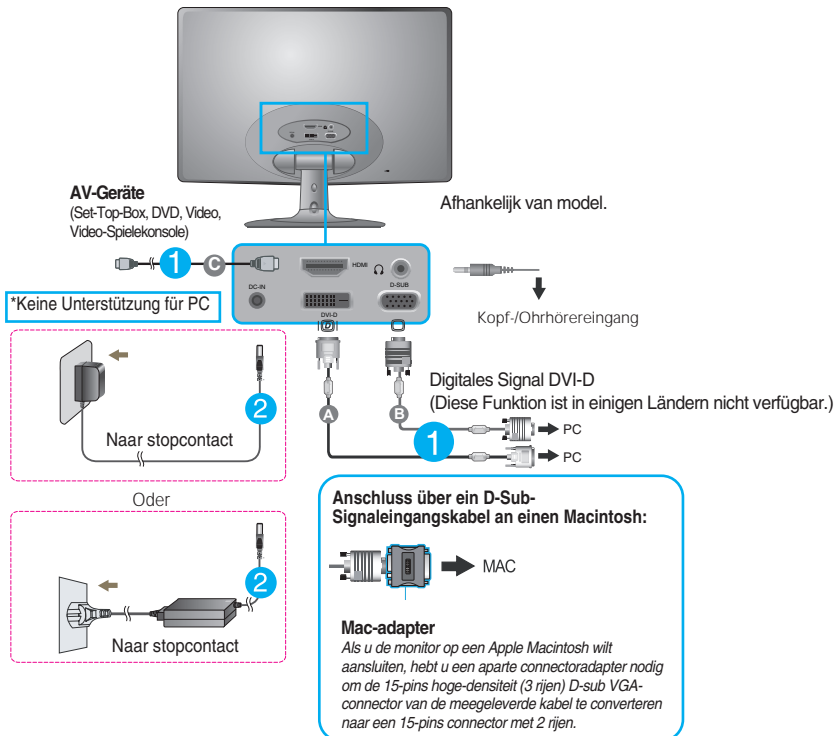 AV-Geräte
(Set-Top-Box, DVD, Video,
Video-Spielekonsole)
Afhankelijk van model.
1
C
HDMI
D-SUB
DC-IN
DVI-D
*Keine Unterstützung für PC
Kopf-/Ohrhörereingang
Digitales Signal DVI-D
(Diese Funktion ist in einigen Ländern nicht verfügbar.)
A
B
1
PC
PC
2
Naar stopcontact
Oder
2
Naar stopcontact
Anschluss über ein D-Sub-
Signaleingangskabel an einen Macintosh:
MAC
Mac-adapter
Als u de monitor op een Apple Macintosh wilt
aansluiten, hebt u een aparte connectoradapter nodig
om de 15-pins hoge-densiteit (3 rijen) D-sub VGA-
connector van de meegeleverde kabel te converteren
naar een 15-pins connector met 2 rijen.